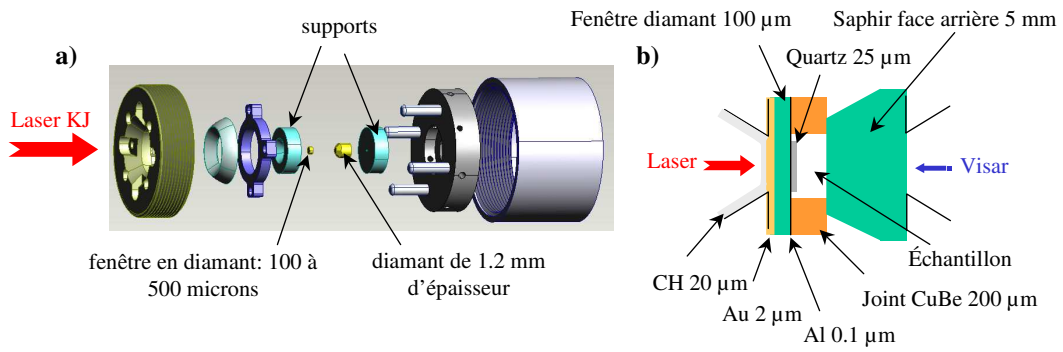 a)
supports
Laser KJ
fenêtre en diamant: 100 à
500 microns
diamant de 1.2 mm
d'épaisseur
Fenêtre diamant 100 µm
Saphir face arrière 5 mm
b)
Quartz 25 µm
Laser
Visar
Échantillon
CH 20 µm
Joint CuBe 200 µm
Au 2 µm
Al 0.1 µm